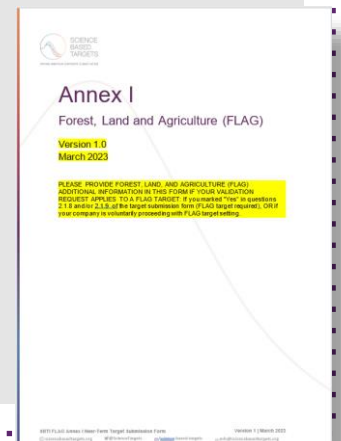 SCIENCE
BASED
TARGETS
Annex I
Forest, Land and Agriculture (FLAG)
Version 1.0
March 2023
PLEASE PROVIDE FOREST, LAND, AND AGRICULTURE (FLAG)
ADDITIONAL INFORMATION IN THIS FORM IF YOUR VALIDATION
REQUEST APPLIES TO A FLAG TARGET: If you marked "Yes" in questions
2.1.8 and/or 2.1.9. of the target submission form (FLAG target required), OR if
your company is voluntarily proceeding with FLAG target setting.
SBTi FLAG Annex I Near-Term Target Submission Form
Version 1 | March 2023
sciencebasedtargets.org
@ScienceTargets